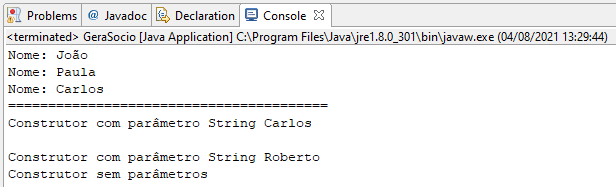 Problems @ Javadoc Declaration Console
<terminated> GeraSocio [Java Application] C:\Program Files\Java\jre1.8.0_301\bin\javaw.exe (04/08/2021 13:29:44)
Nome: João
Nome: Paula
Nome: Carlos
========================================
Construtor com parâmetro String Carlos
Construtor com parâmetro String Roberto
Construtor sem parâmetros